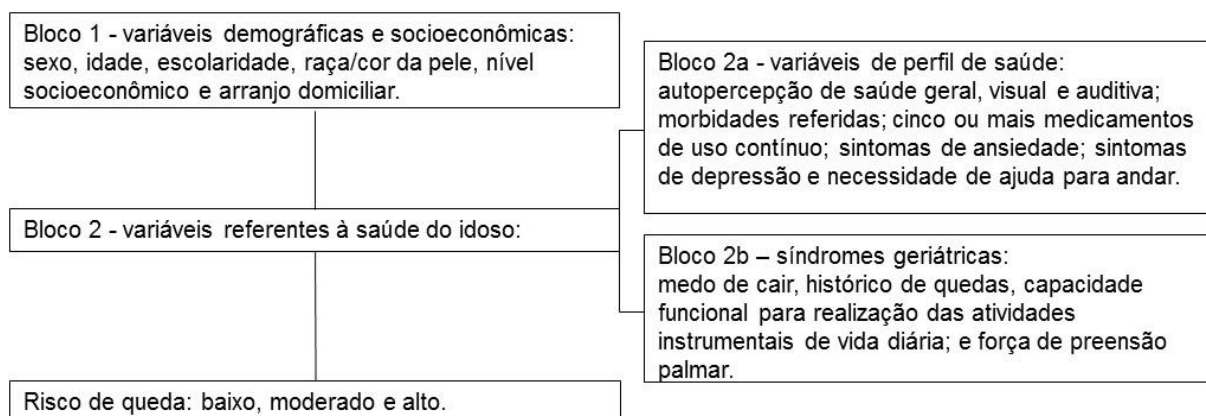 Bloco 1 - variáveis demográficas e socioeconômicas:
sexo, idade, escolaridade, raça/cor da pele, nível
socioeconômico e arranjo domiciliar.
Bloco 2a - variáveis de perfil de saúde:
autopercepção de saúde geral, visual e auditiva;
morbidades referidas; cinco ou mais medicamentos
de uso contínuo; sintomas de ansiedade; sintomas
de depressão e necessidade de ajuda para andar.
Bloco 2 - variáveis referentes à saúde do idoso:
Bloco 2b – síndromes geriátricas:
medo de cair, histórico de quedas, capacidade
funcional para realização das atividades
instrumentais de vida diária; e força de preensão
palmar.
Risco de queda: baixo, moderado e alto.